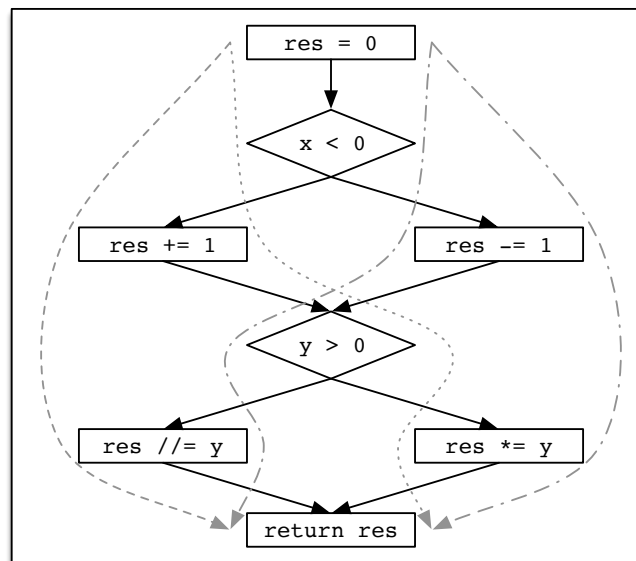 res = 0
x < 0
res += 1
res -= 1
y > 0
res //= y
res *= y
return res